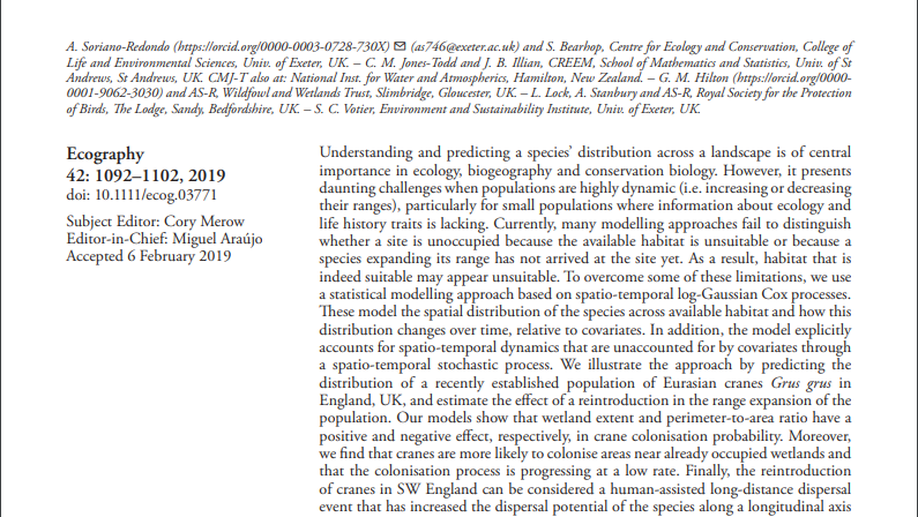 A. Soriano-Redondo (https://orcid.org/0000-0003-0728-730X) ✉ (as746@exeter.ac.uk) and S. Bearhop, Centre for Ecology and Conservation, College of
Life and Environmental Sciences, Univ. of Exeter, UK. – C. M. Jones-Todd and J. B. Illian, CREEM, School of Mathematics and Statistics, Univ. of St
Andrews, St Andrews, UK. CMJ-T also at: National Inst. for Water and Atmospherics, Hamilton, New Zealand. – G. M. Hilton (https://orcid.org/0000-
0001-9062-3030) and AS-R, Wildfowl and Wetlands Trust, Slimbridge, Gloucester, UK. – L. Lock, A. Stanbury and AS-R, Royal Society for the Protection
of Birds, The Lodge, Sandy, Bedfordshire, UK. – S. C. Votier, Environment and Sustainability Institute, Univ. of Exeter, UK.
Ecography
42: 1092–1102, 2019
doi: 10.1111/ecog.03771
Subject Editor: Cory Merow
Editor-in-Chief: Miguel Araújo
Accepted 6 February 2019
Understanding and predicting a species’ distribution across a landscape is of central
importance in ecology, biogeography and conservation biology. However, it presents
daunting challenges when populations are highly dynamic (i.e. increasing or decreasing
their ranges), particularly for small populations where information about ecology and
life history traits is lacking. Currently, many modelling approaches fail to distinguish
whether a site is unoccupied because the available habitat is unsuitable or because a
species expanding its range has not arrived at the site yet. As a result, habitat that is
indeed suitable may appear unsuitable. To overcome some of these limitations, we use
a statistical modelling approach based on spatio-temporal log-Gaussian Cox processes.
These model the spatial distribution of the species across available habitat and how this
distribution changes over time, relative to covariates. In addition, the model explicitly
accounts for spatio-temporal dynamics that are unaccounted for by covariates through
a spatio-temporal stochastic process. We illustrate the approach by predicting the
distribution of a recently established population of Eurasian cranes Grus grus in
England, UK, and estimate the effect of a reintroduction in the range expansion of the
population. Our models show that wetland extent and perimeter-to-area ratio have a
positive and negative effect, respectively, in crane colonisation probability. Moreover,
we find that cranes are more likely to colonise areas near already occupied wetlands and
that the colonisation process is progressing at a low rate. Finally, the reintroduction
of cranes in SW England can be considered a human-assisted long-distance dispersal
event that has increased the dispersal potential of the species along a longitudinal axis